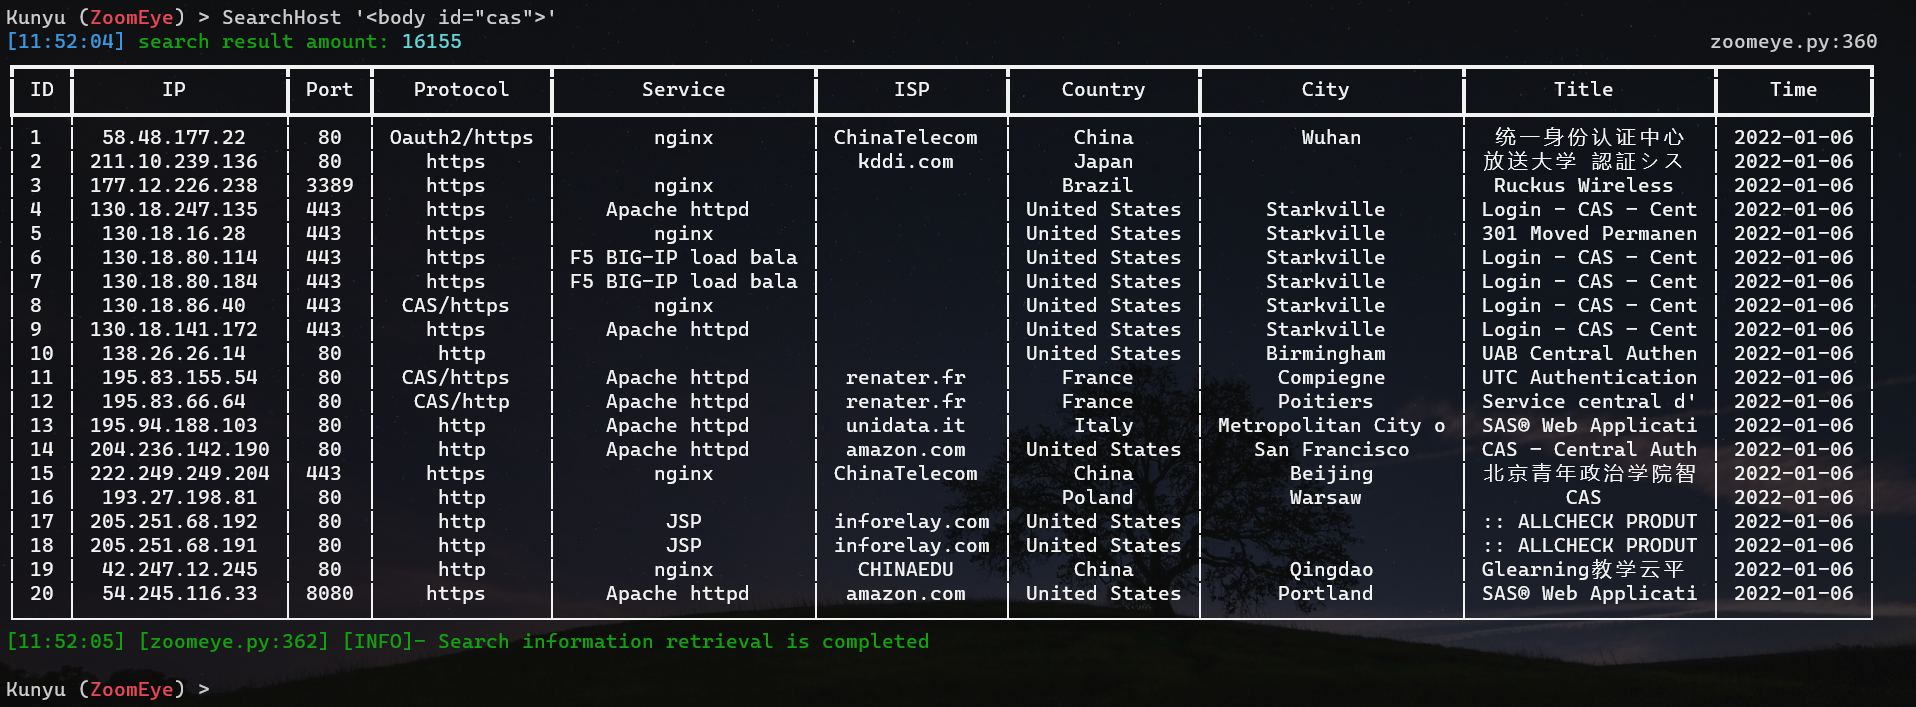 Kunyu (ZoomEye) > SearchHost '<body id="cas">'
[11:52:04] search result amount: 16155 zoomeye.py:360
ID IP Port Protocol Service ISP Country City Title Time
1 58.48.177.22 80 Oauth2/https nginx ChinaTelecom China Wuhan 统一身份认证中心 2022-01-06
2 211.10.239.136 80 https kddi.com Japan 放送大学 認証シス 2022-01-06
3 177.12.226.238 3389 https nginx Brazil Ruckus Wireless 2022-01-06
4 130.18.247.135 443 https Apache httpd United States Starkville Login - CAS - Cent 2022-01-06
5 130.18.16.28 443 https nginx United States Starkville 301 Moved Permanen 2022-01-06
6 130.18.80.114 443 https F5 BIG-IP load bala United States Starkville Login - CAS - Cent 2022-01-06
7 130.18.80.184 443 https F5 BIG-IP load bala United States Starkville Login - CAS - Cent 2022-01-06
8 130.18.86.40 443 CAS/https nginx United States Starkville Login - CAS - Cent 2022-01-06
9 130.18.141.172 443 https Apache httpd United States Starkville Login - CAS - Cent 2022-01-06
10 138.26.26.14 80 http United States Birmingham UAB Central Authen 2022-01-06
11 195.83.155.54 80 CAS/https Apache httpd renater.fr France Compiegne UTC Authentication 2022-01-06
12 195.83.66.64 80 CAS/http Apache httpd renater.fr France Poitiers Service central d' 2022-01-06
13 195.94.188.103 80 http Apache httpd unidata.it Italy Metropolitan City o SAS® Web Applicati 2022-01-06
14 204.236.142.190 80 http Apache httpd amazon.com United States San Francisco CAS - Central Auth 2022-01-06
15 222.249.249.204 443 https nginx ChinaTelecom China Beijing 北京青年政治学院智 2022-01-06
16 193.27.198.81 80 http Poland Warsaw CAS 2022-01-06
17 205.251.68.192 80 http JSP inforelay.com United States :: ALLCHECK PRODUT 2022-01-06
18 205.251.68.191 80 http JSP inforelay.com United States :: ALLCHECK PRODUT 2022-01-06
19 42.247.12.245 80 http nginx CHINAEDU China Qingdao Glearning教学云平 2022-01-06
20 54.245.116.33 8080 https Apache httpd amazon.com United States Portland SAS® Web Applicati 2022-01-06
[11:52:05] [zoomeye.py:362] [INFO]- Search information retrieval is completed
Kunyu (ZoomEye) >